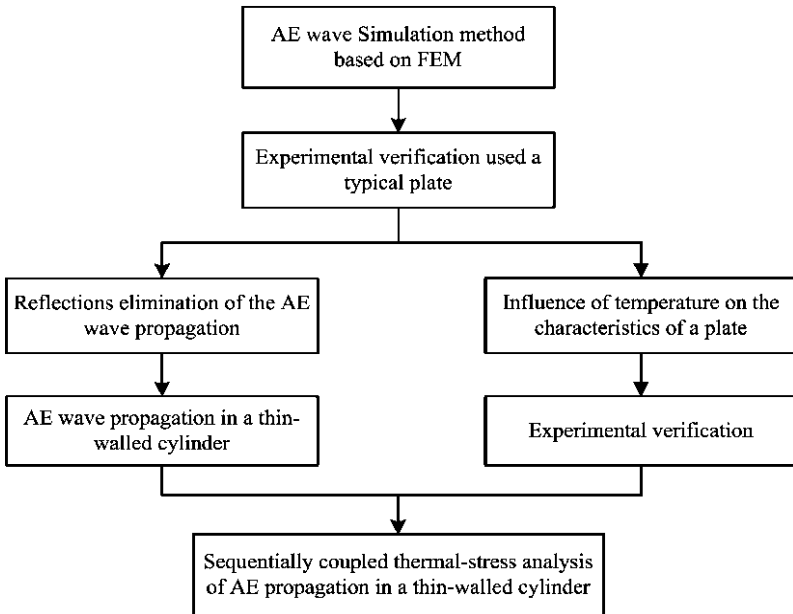 AE wave Simulation method
based on FEM
Experimental verification used a
typical plate
Reflections elimination of the AE
wave propagation
Influence of temperature on the
characteristics of a plate
AE wave propagation in a thin-
walled cylinder
Experimental verification
Sequentially coupled thermal-stress analysis
of AE propagation in a thin-walled cylinder